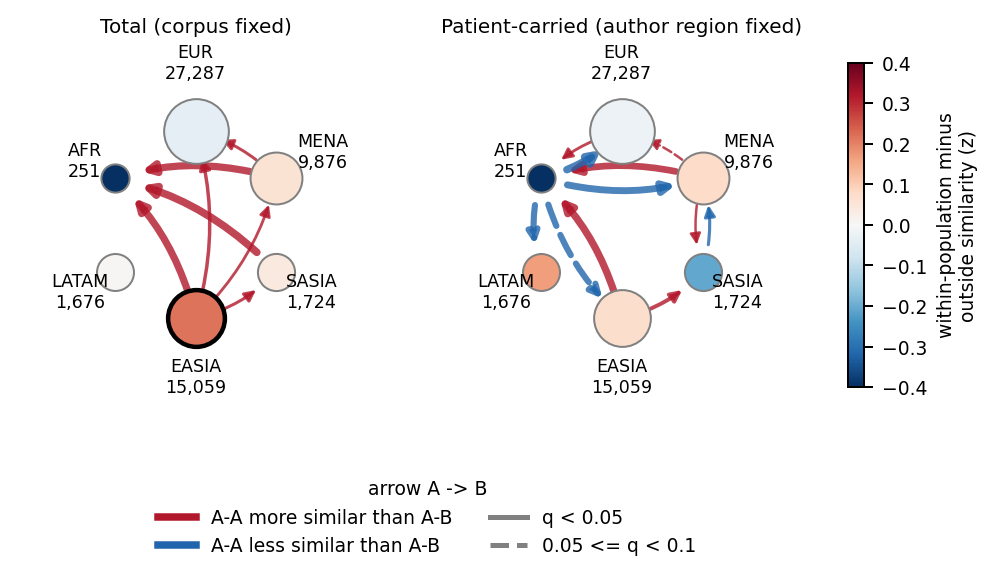 Total (corpus fixed)
EUR
27,287
AFR
251
MENA
9,876
LATAM
1,676
SASIA
1,724
EASIA
15,059
Patient-carried (author region fixed)
EUR
27,287
AFR
251
MENA
9,876
LATAM
1,676
SASIA
1,724
EASIA
15,059
0.4
0.3
0.2
0.1
0.0
−0.1
−0.2
−0.3
−0.4
within-population minus
outside similarity (z)
arrow A -> B
A-A more similar than A-B
A-A less similar than A-B
q < 0.05
0.05 <= q < 0.1